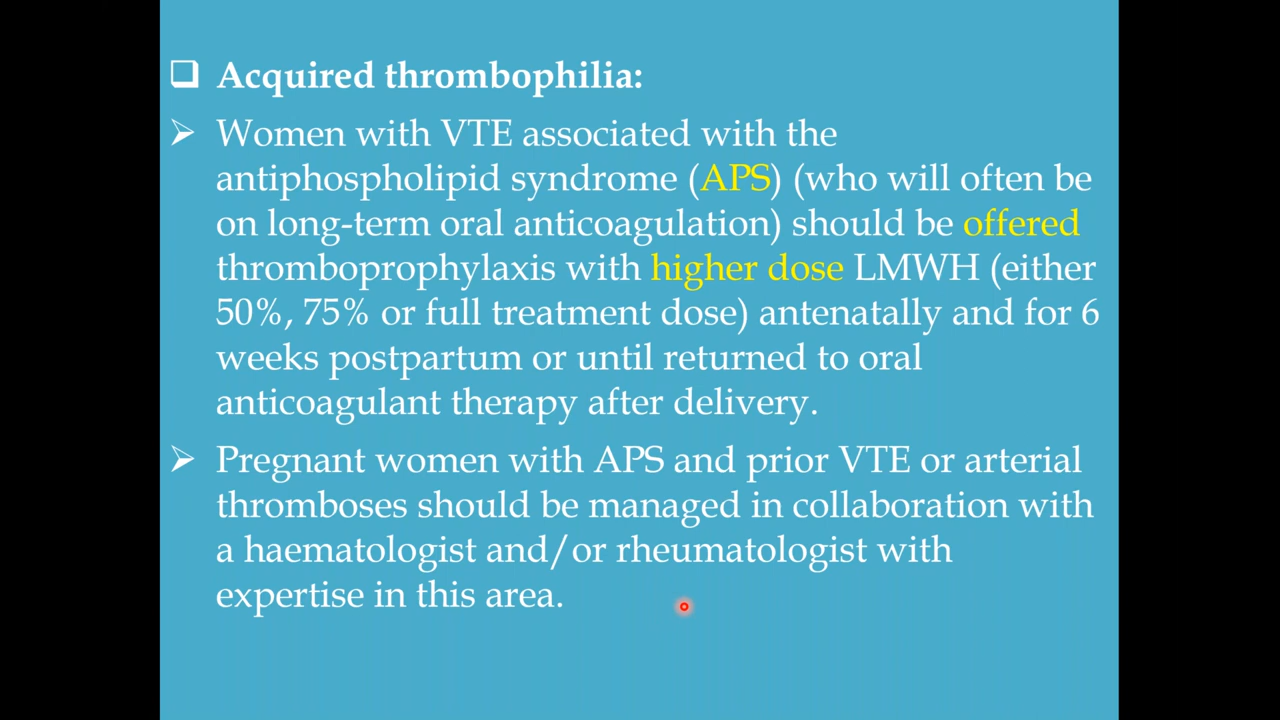 ❑ Acquired thrombophilia:
➢ Women with VTE associated with the
antiphospholipid syndrome (APS) (who will often be
on long-term oral anticoagulation) should be offered
thromboprophylaxis with higher dose LMWH (either
50%, 75% or full treatment dose) antenatally and for 6
weeks postpartum or until returned to oral
anticoagulant therapy after delivery.
➢ Pregnant women with APS and prior VTE or arterial
thromboses should be managed in collaboration with
a haematologist and/or rheumatologist with
expertise in this area.